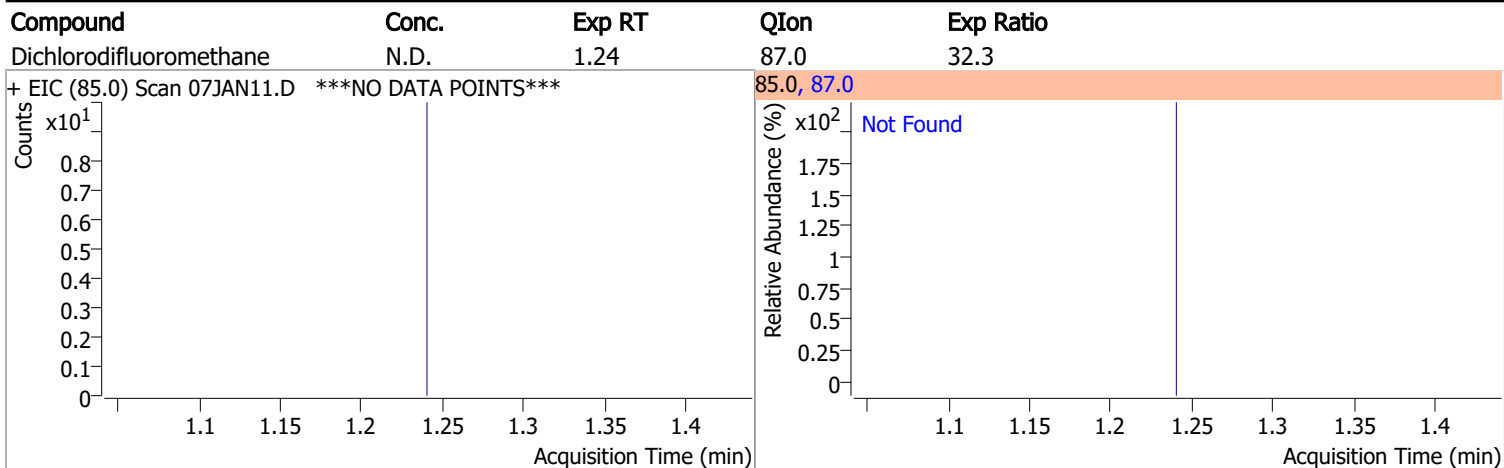 Compound Conc. Exp RT QIon Exp Ratio
Dichlorodifluoromethane N.D. 1.24 87.0 32.3
+ EIC (85.0) Scan 07JAN11.D ***NO DATA POINTS***
Counts
x10¹
0.8
0.7
0.6
0.5
0.4
0.3
0.2
0.1
0
1.1 1.15 1.2 1.25 1.3 1.35 1.4
Acquisition Time (min)
85.0, 87.0
Relative Abundance (%)
x10²
Not Found
1.75
1.5
1.25
1
0.75
0.5
0.25
0
1.1 1.15 1.2 1.25 1.3 1.35 1.4
Acquisition Time (min)